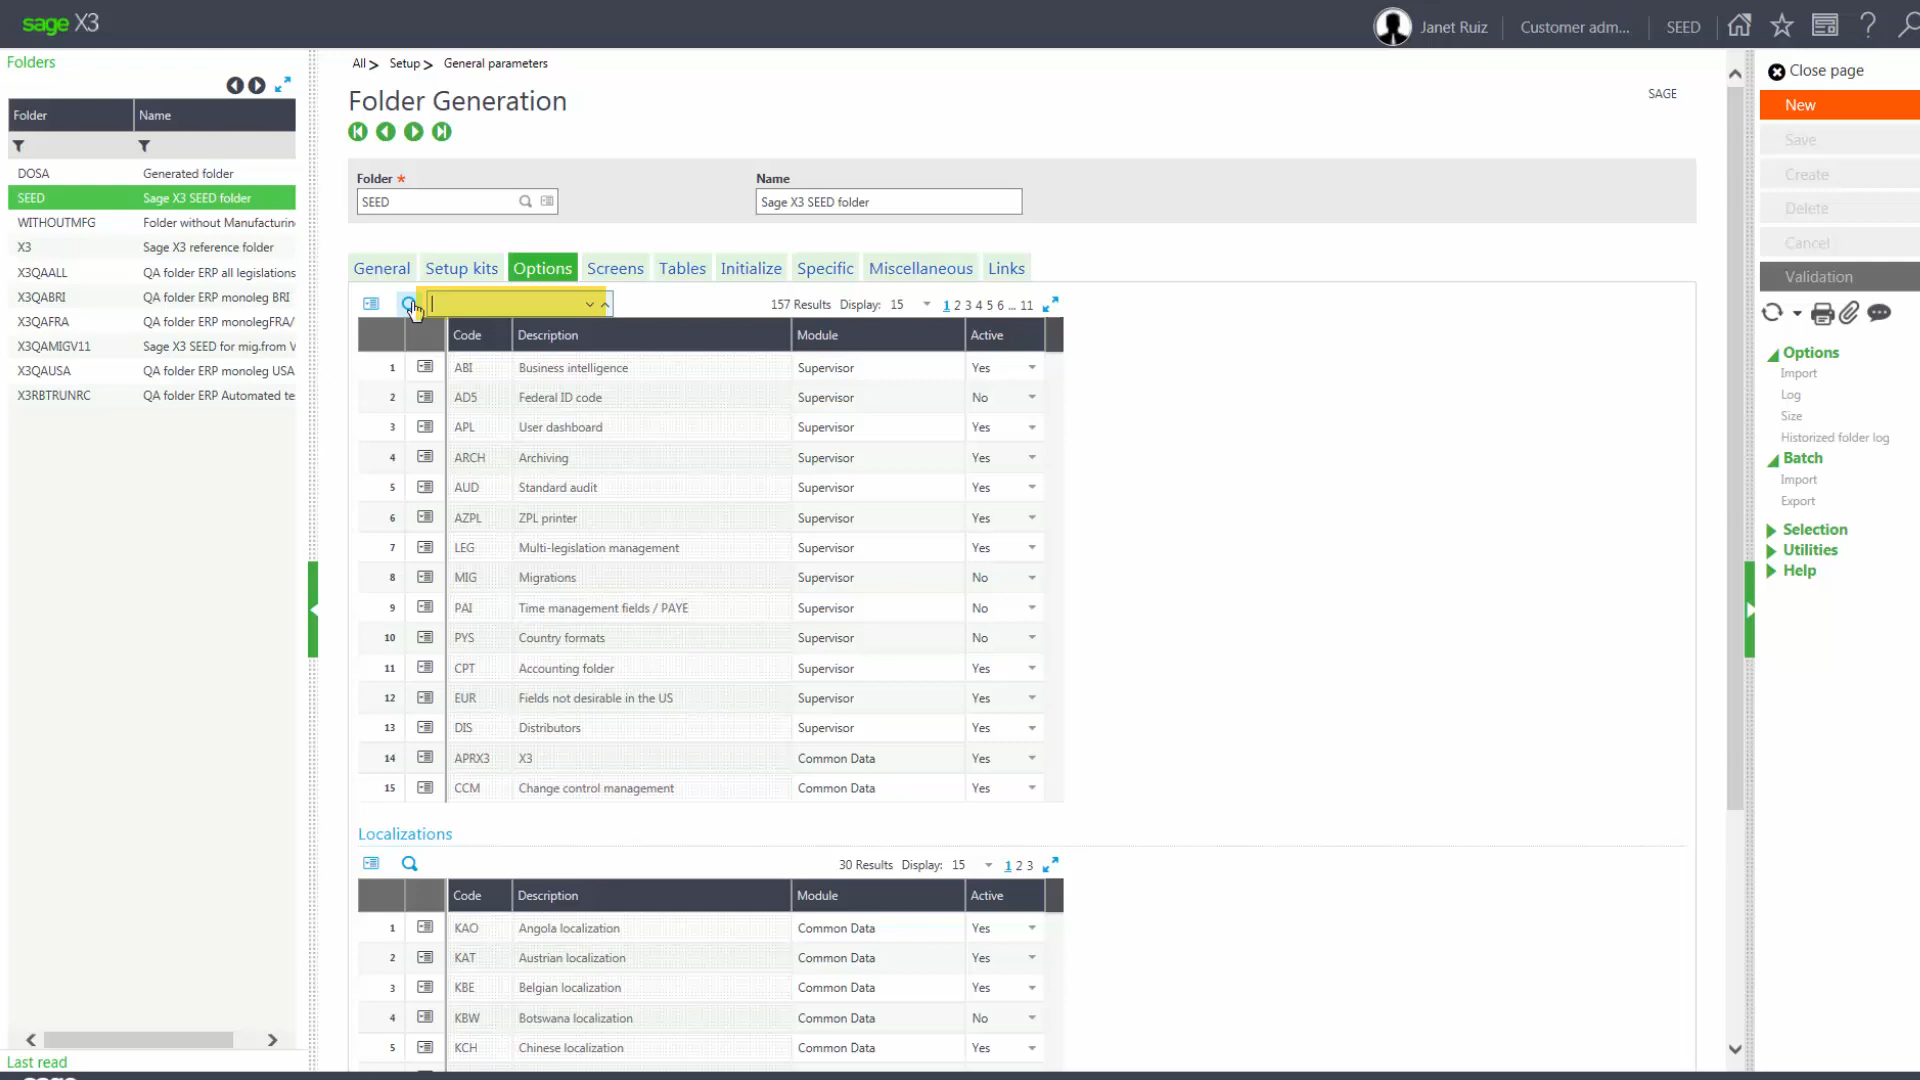 sage X3
Janet Ruiz
Customer adm...
SEED
Folders
Folder
Name
DOSA Generated folder
SEED Sage X3 SEED folder
WITHOUTMFG Folder without Manufacturin
X3 Sage X3 reference folder
X3QAALL QA folder ERP all legislations
X3QABRI QA folder ERP monoleg BRI
X3QAFRA QA folder ERP monolegFRA/
X3QAMIGV11 Sage X3 SEED for mig.from V
X3QAUSA QA folder ERP monoleg USA
X3RBTRUNRC QA folder ERP Automated te
Last read
All > Setup > General parameters
Folder Generation
SAGE
Folder *
SEED
Name
Sage X3 SEED folder
General Setup kits Options Screens Tables Initialize Specific Miscellaneous Links
157 Results Display: 15 1 2 3 4 5 6 ... 11
Code Description Module Active
1 ABI Business intelligence Supervisor Yes
2 AD5 Federal ID code Supervisor No
3 APL User dashboard Supervisor Yes
4 ARCH Archiving Supervisor Yes
5 AUD Standard audit Supervisor Yes
6 AZPL ZPL printer Supervisor Yes
7 LEG Multi-legislation management Supervisor Yes
8 MIG Migrations Supervisor No
9 PAI Time management fields / PAYE Supervisor No
10 PYS Country formats Supervisor No
11 CPT Accounting folder Supervisor Yes
12 EUR Fields not desirable in the US Supervisor Yes
13 DIS Distributors Supervisor Yes
14 APRX3 X3 Common Data Yes
15 CCM Change control management Common Data Yes
Localizations
30 Results Display: 15 1 2 3
Code Description Module Active
1 KAO Angola localization Common Data Yes
2 KAT Austrian localization Common Data Yes
3 KBE Belgian localization Common Data Yes
4 KBW Botswana localization Common Data No
5 KCH Chinese localization Common Data Yes
Close page
New
Save
Create
Delete
Cancel
Validation
Options
Import
Log
Size
Historized folder log
Batch
Import
Export
Selection
Utilities
Help